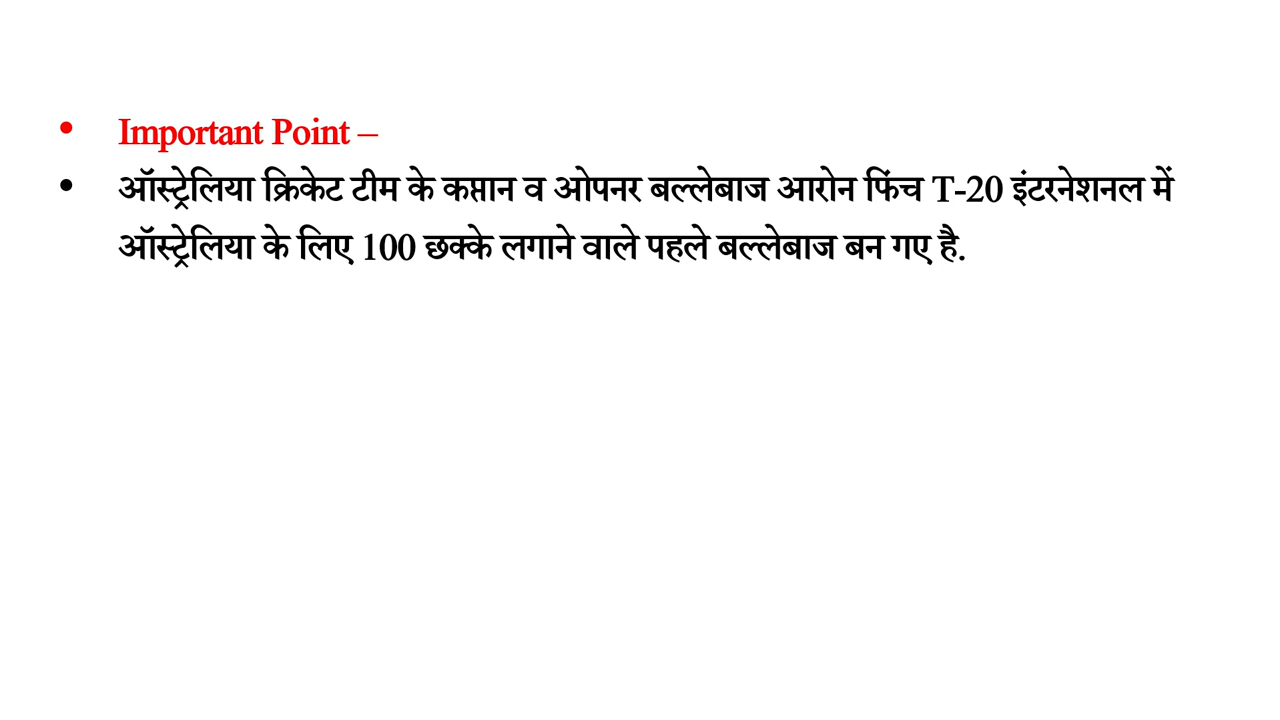 • Important Point –
• ऑस्ट्रेलिया क्रिकेट टीम के कप्तान व ओपनर बल्लेबाज आरोन फिंच T-20 इंटरनेशनल में
ऑस्ट्रेलिया के लिए 100 छक्के लगाने वाले पहले बल्लेबाज बन गए है.